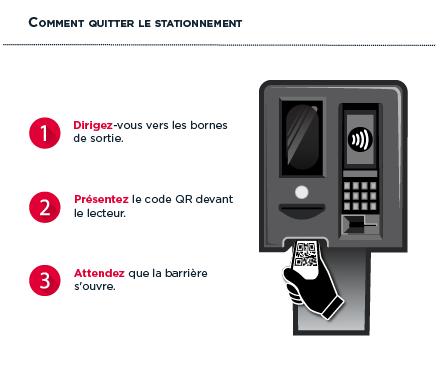 Comment quitter le stationnement
1
Dirigez-vous vers les bornes
de sortie.
2
Présentez le code QR devant
le lecteur.
3
Attendez que la barrière
s'ouvre.